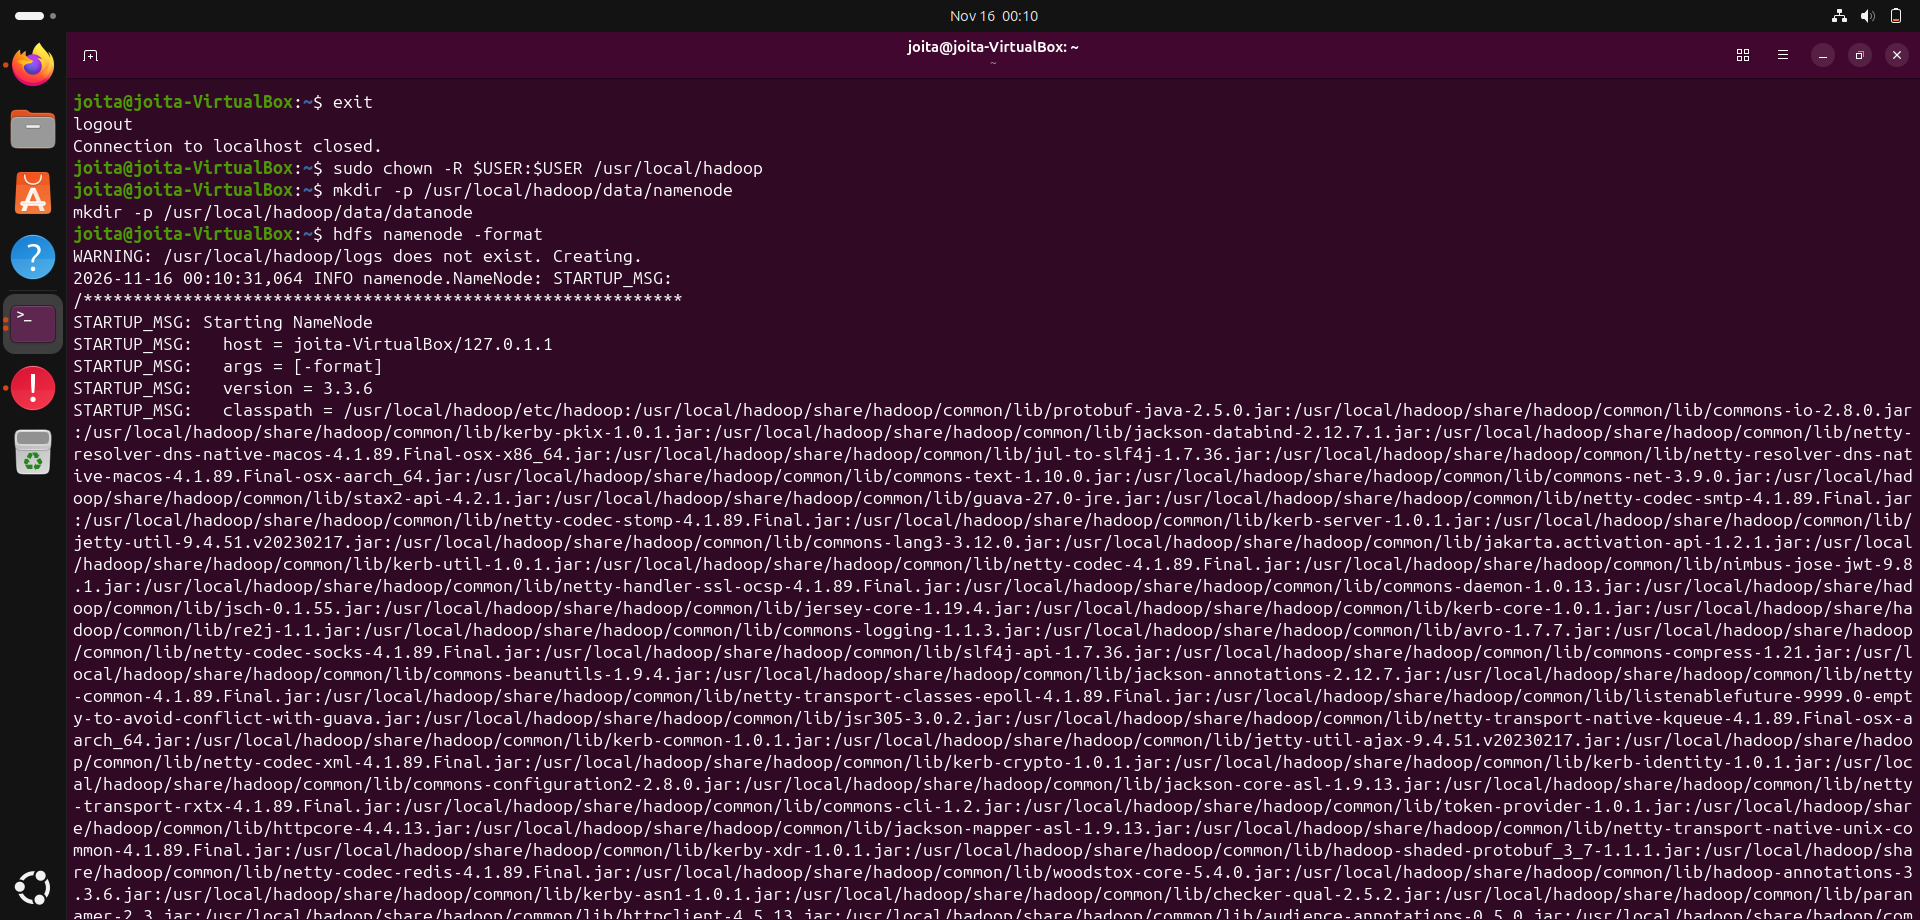 Nov 16 00:10
joita@joita-VirtualBox: ~
~
joita@joita-VirtualBox:~$ exit
logout
Connection to localhost closed.
joita@joita-VirtualBox:~$ sudo chown -R $USER:$USER /usr/local/hadoop
joita@joita-VirtualBox:~$ mkdir -p /usr/local/hadoop/data/namenode
mkdir -p /usr/local/hadoop/data/datanode
joita@joita-VirtualBox:~$ hdfs namenode -format
WARNING: /usr/local/hadoop/logs does not exist. Creating.
2026-11-16 00:10:31,064 INFO namenode.NameNode: STARTUP_MSG:
/************************************************************
STARTUP_MSG: Starting NameNode
STARTUP_MSG:   host = joita-VirtualBox/127.0.1.1
STARTUP_MSG:   args = [-format]
STARTUP_MSG:   version = 3.3.6
STARTUP_MSG:   classpath = /usr/local/hadoop/etc/hadoop:/usr/local/hadoop/share/hadoop/common/lib/protobuf-java-2.5.0.jar:/usr/local/hadoop/share/hadoop/common/lib/commons-io-2.8.0.jar
:/usr/local/hadoop/share/hadoop/common/lib/kerby-pkix-1.0.1.jar:/usr/local/hadoop/share/hadoop/common/lib/jackson-databind-2.12.7.1.jar:/usr/local/hadoop/share/hadoop/common/lib/netty-
resolver-dns-native-macos-4.1.89.Final-osx-x86_64.jar:/usr/local/hadoop/share/hadoop/common/lib/jul-to-slf4j-1.7.36.jar:/usr/local/hadoop/share/hadoop/common/lib/netty-resolver-dns-nat
ive-macos-4.1.89.Final-osx-aarch_64.jar:/usr/local/hadoop/share/hadoop/common/lib/commons-text-1.10.0.jar:/usr/local/hadoop/share/hadoop/common/lib/commons-net-3.9.0.jar:/usr/local/had
oop/share/hadoop/common/lib/stax2-api-4.2.1.jar:/usr/local/hadoop/share/hadoop/common/lib/guava-27.0-jre.jar:/usr/local/hadoop/share/hadoop/common/lib/netty-codec-smtp-4.1.89.Final.jar
:/usr/local/hadoop/share/hadoop/common/lib/netty-codec-stomp-4.1.89.Final.jar:/usr/local/hadoop/share/hadoop/common/lib/kerb-server-1.0.1.jar:/usr/local/hadoop/share/hadoop/common/lib/
jetty-util-9.4.51.v20230217.jar:/usr/local/hadoop/share/hadoop/common/lib/commons-lang3-3.12.0.jar:/usr/local/hadoop/share/hadoop/common/lib/jakarta.activation-api-1.2.1.jar:/usr/local
/hadoop/share/hadoop/common/lib/kerb-util-1.0.1.jar:/usr/local/hadoop/share/hadoop/common/lib/netty-codec-4.1.89.Final.jar:/usr/local/hadoop/share/hadoop/common/lib/nimbus-jose-jwt-9.8
.1.jar:/usr/local/hadoop/share/hadoop/common/lib/netty-handler-ssl-ocsp-4.1.89.Final.jar:/usr/local/hadoop/share/hadoop/common/lib/commons-daemon-1.0.13.jar:/usr/local/hadoop/share/had
oop/common/lib/jsch-0.1.55.jar:/usr/local/hadoop/share/hadoop/common/lib/jersey-core-1.19.4.jar:/usr/local/hadoop/share/hadoop/common/lib/kerb-core-1.0.1.jar:/usr/local/hadoop/share/ha
doop/common/lib/re2j-1.1.jar:/usr/local/hadoop/share/hadoop/common/lib/commons-logging-1.1.3.jar:/usr/local/hadoop/share/hadoop/common/lib/avro-1.7.7.jar:/usr/local/hadoop/share/hadoop
/common/lib/netty-codec-socks-4.1.89.Final.jar:/usr/local/hadoop/share/hadoop/common/lib/slf4j-api-1.7.36.jar:/usr/local/hadoop/share/hadoop/common/lib/commons-compress-1.21.jar:/usr/l
ocal/hadoop/share/hadoop/common/lib/commons-beanutils-1.9.4.jar:/usr/local/hadoop/share/hadoop/common/lib/jackson-annotations-2.12.7.jar:/usr/local/hadoop/share/hadoop/common/lib/netty
-common-4.1.89.Final.jar:/usr/local/hadoop/share/hadoop/common/lib/netty-transport-classes-epoll-4.1.89.Final.jar:/usr/local/hadoop/share/hadoop/common/lib/listenablefuture-9999.0-empt
y-to-avoid-conflict-with-guava.jar:/usr/local/hadoop/share/hadoop/common/lib/jsr305-3.0.2.jar:/usr/local/hadoop/share/hadoop/common/lib/netty-transport-native-kqueue-4.1.89.Final-osx-a
arch_64.jar:/usr/local/hadoop/share/hadoop/common/lib/kerb-common-1.0.1.jar:/usr/local/hadoop/share/hadoop/common/lib/jetty-util-ajax-9.4.51.v20230217.jar:/usr/local/hadoop/share/hadoo
p/common/lib/netty-codec-xml-4.1.89.Final.jar:/usr/local/hadoop/share/hadoop/common/lib/kerb-crypto-1.0.1.jar:/usr/local/hadoop/share/hadoop/common/lib/kerb-identity-1.0.1.jar:/usr/loc
al/hadoop/share/hadoop/common/lib/commons-configuration2-2.8.0.jar:/usr/local/hadoop/share/hadoop/common/lib/jackson-core-asl-1.9.13.jar:/usr/local/hadoop/share/hadoop/common/lib/netty
-transport-rxtx-4.1.89.Final.jar:/usr/local/hadoop/share/hadoop/common/lib/commons-cli-1.2.jar:/usr/local/hadoop/share/hadoop/common/lib/token-provider-1.0.1.jar:/usr/local/hadoop/shar
e/hadoop/common/lib/httpcore-4.4.13.jar:/usr/local/hadoop/share/hadoop/common/lib/jackson-mapper-asl-1.9.13.jar:/usr/local/hadoop/share/hadoop/common/lib/netty-transport-native-unix-co
mmon-4.1.89.Final.jar:/usr/local/hadoop/share/hadoop/common/lib/kerby-xdr-1.0.1.jar:/usr/local/hadoop/share/hadoop/common/lib/hadoop-shaded-protobuf_3_7-1.1.1.jar:/usr/local/hadoop/sha
re/hadoop/common/lib/netty-codec-redis-4.1.89.Final.jar:/usr/local/hadoop/share/hadoop/common/lib/woodstox-core-5.4.0.jar:/usr/local/hadoop/share/hadoop/common/lib/hadoop-annotations-3
.3.6.jar:/usr/local/hadoop/share/hadoop/common/lib/kerby-asn1-1.0.1.jar:/usr/local/hadoop/share/hadoop/common/lib/checker-qual-2.5.2.jar:/usr/local/hadoop/share/hadoop/common/lib/paran
amer-2.3.jar:/usr/local/hadoop/share/hadoop/common/lib/httpclient-4.5.13.jar:/usr/local/hadoop/share/hadoop/common/lib/audience-annotations-0.5.0.jar:/usr/local/hadoop/share/hadoop/com